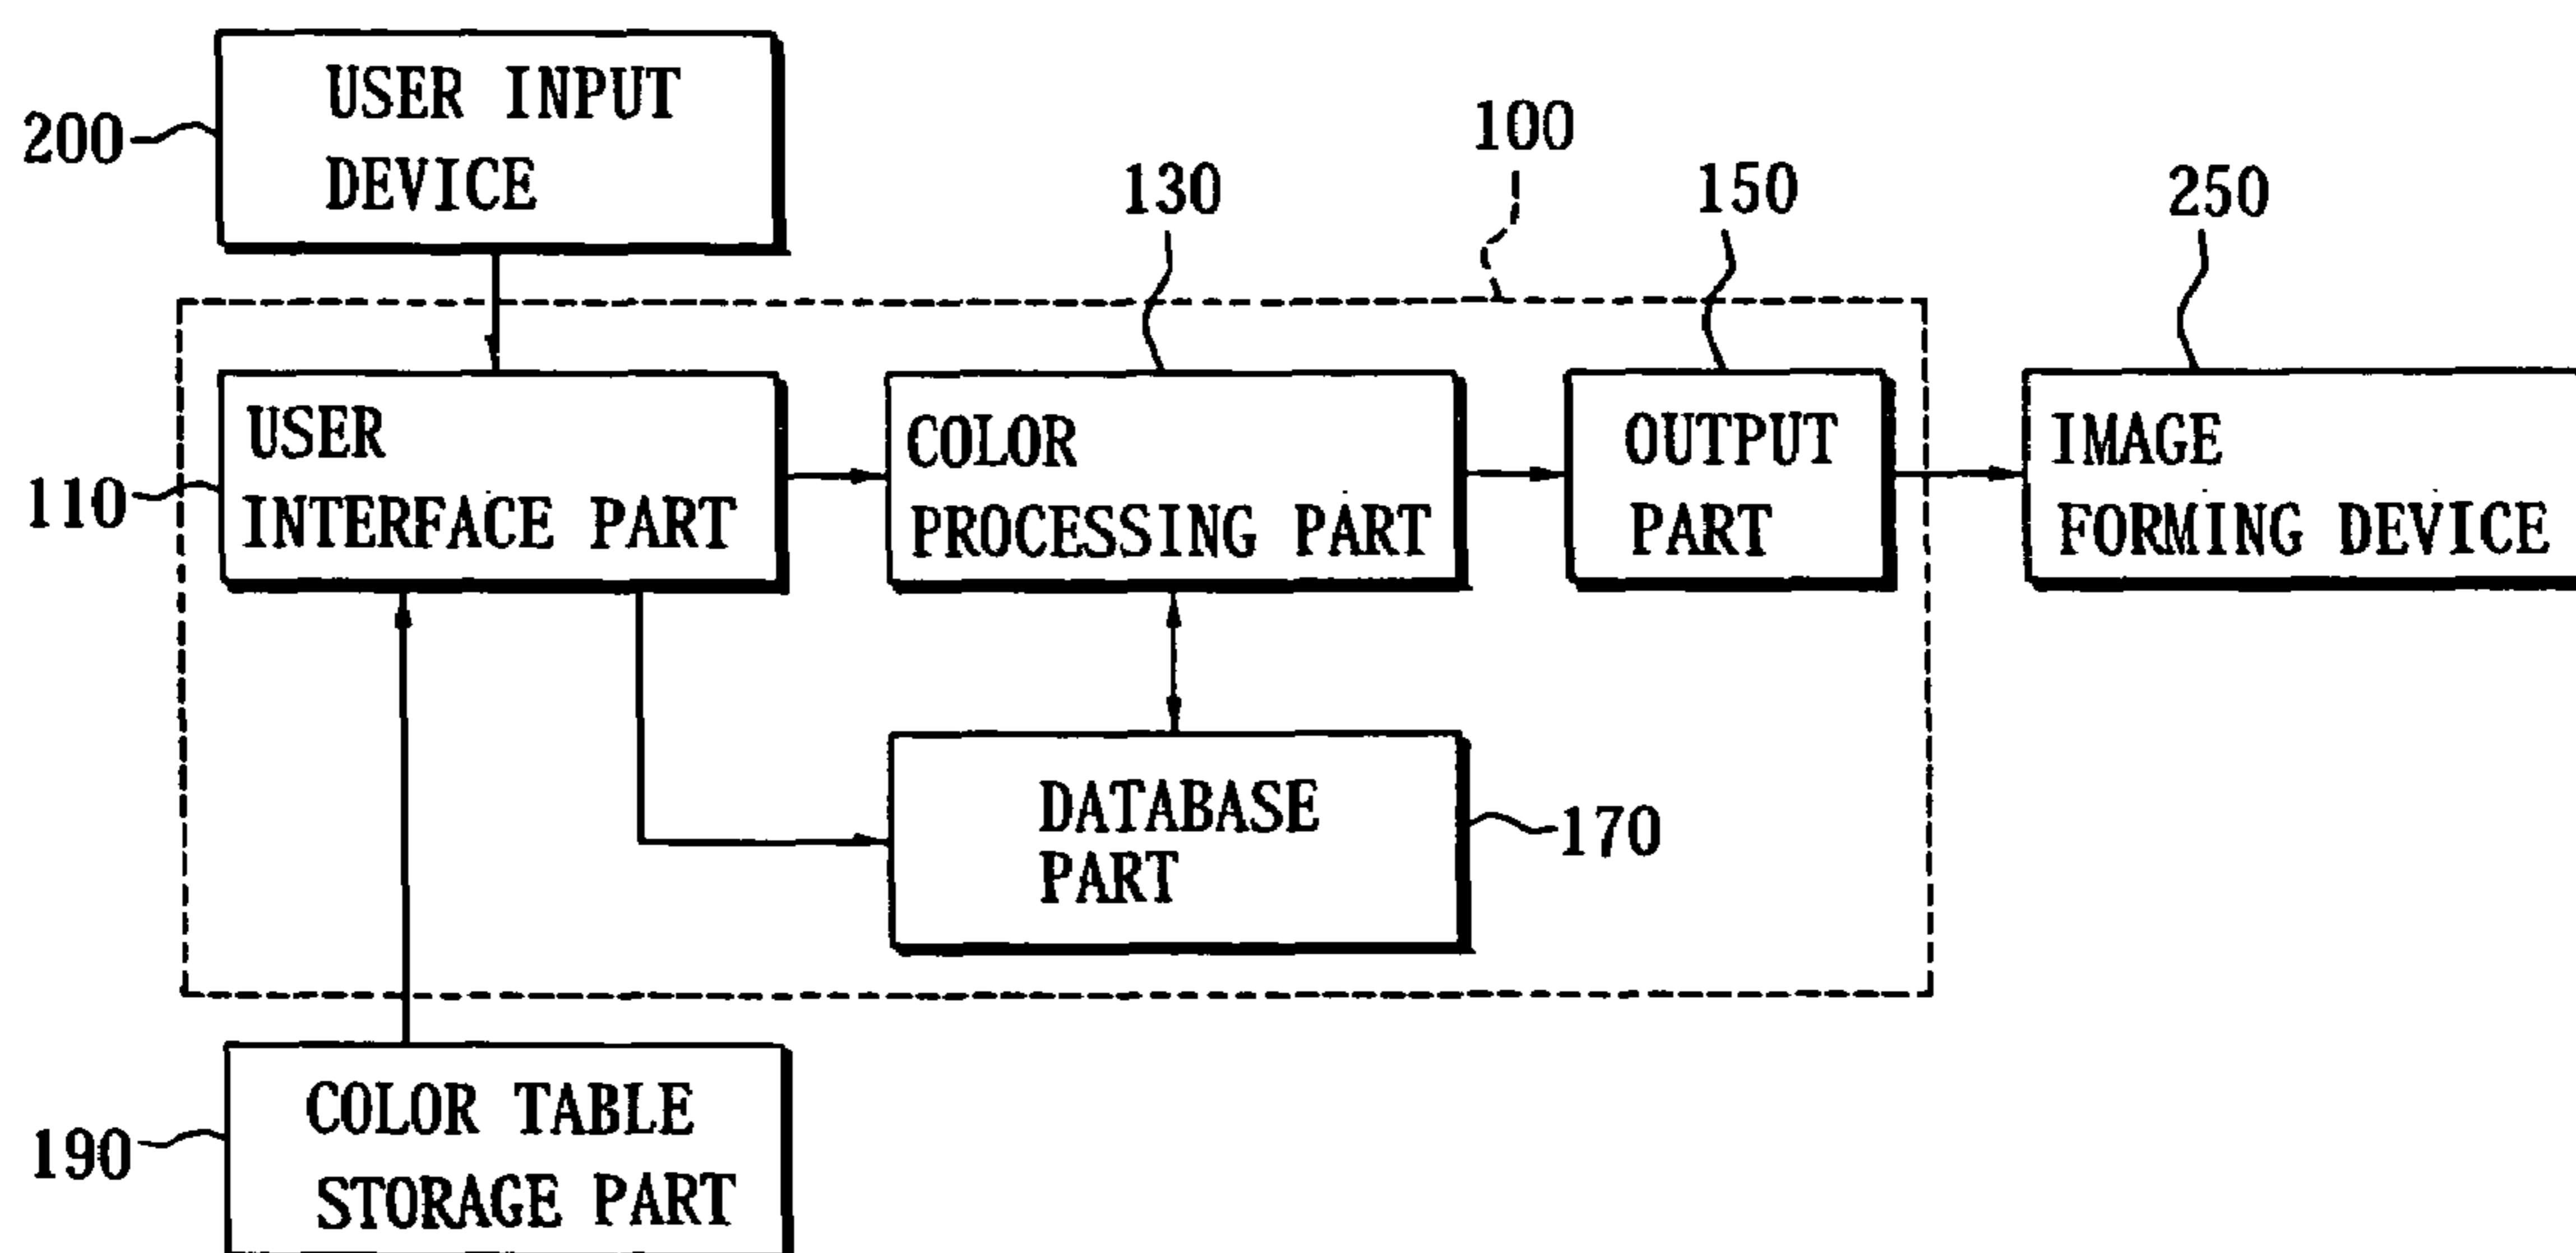 USER INPUT
DEVICE
200
100
130
150
250
USER
INTERFACE PART
110
COLOR
PROCESSING PART
OUTPUT
PART
IMAGE
FORMING DEVICE
DATABASE
PART
170
COLOR TABLE
STORAGE PART
190